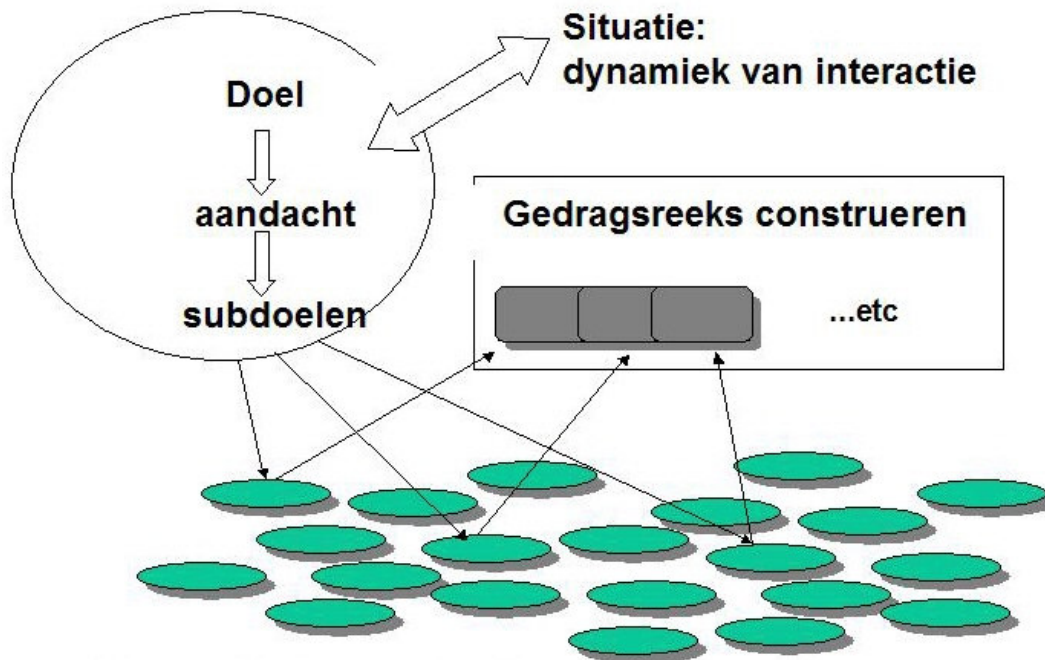 Situatie:
dynamiek van interactie
Doel
aandacht
subdoelen
Gedragsreeks construeren
...etc